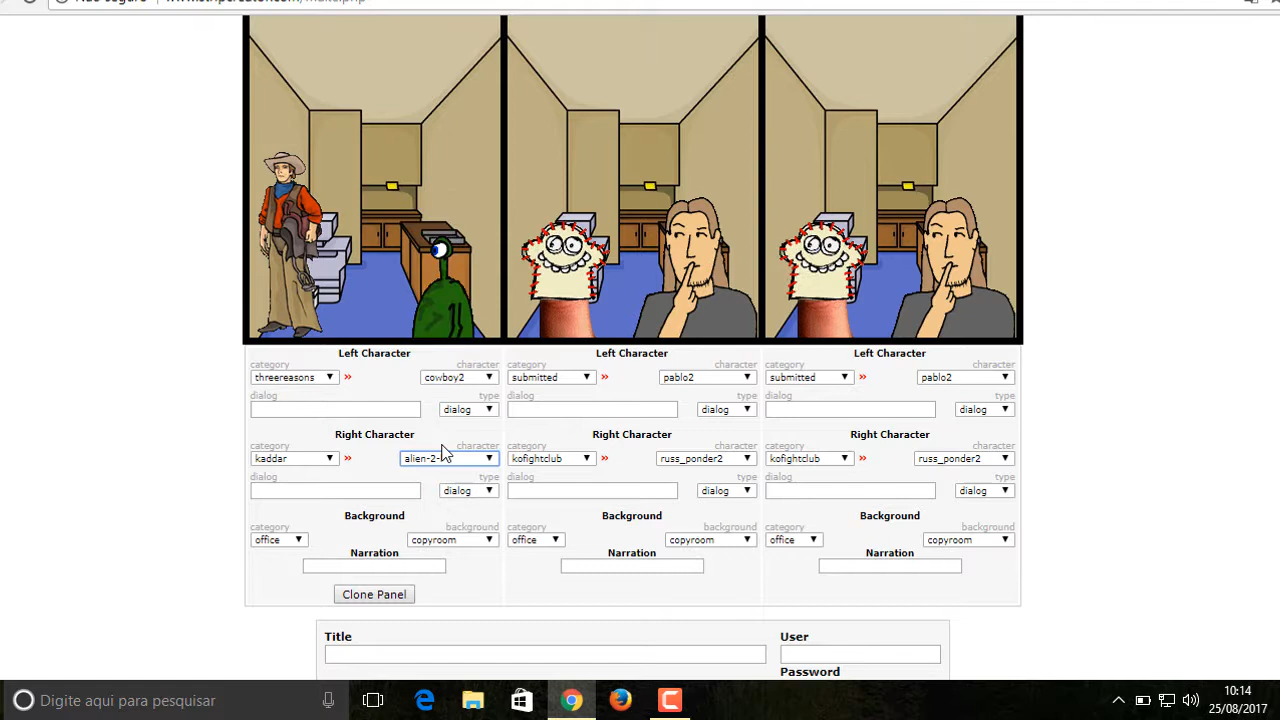 Left Character Left Character Left Character
category character category character category character
threereasons » cowboy2 submitted » pablo2 submitted » pablo2
dialog type dialog type dialog type
dialog dialog dialog
Right Character Right Character Right Character
category character category character category character
kaddar » alien-2- kofightclub » russ_ponder2 kofightclub » russ_ponder2
dialog type dialog type dialog type
dialog dialog dialog
Background Background Background
category background category background category background
office copyroom office copyroom office copyroom
Narration Narration Narration
Clone Panel
Title User
Password
Digite aqui para pesquisar 10:14
25/08/2017